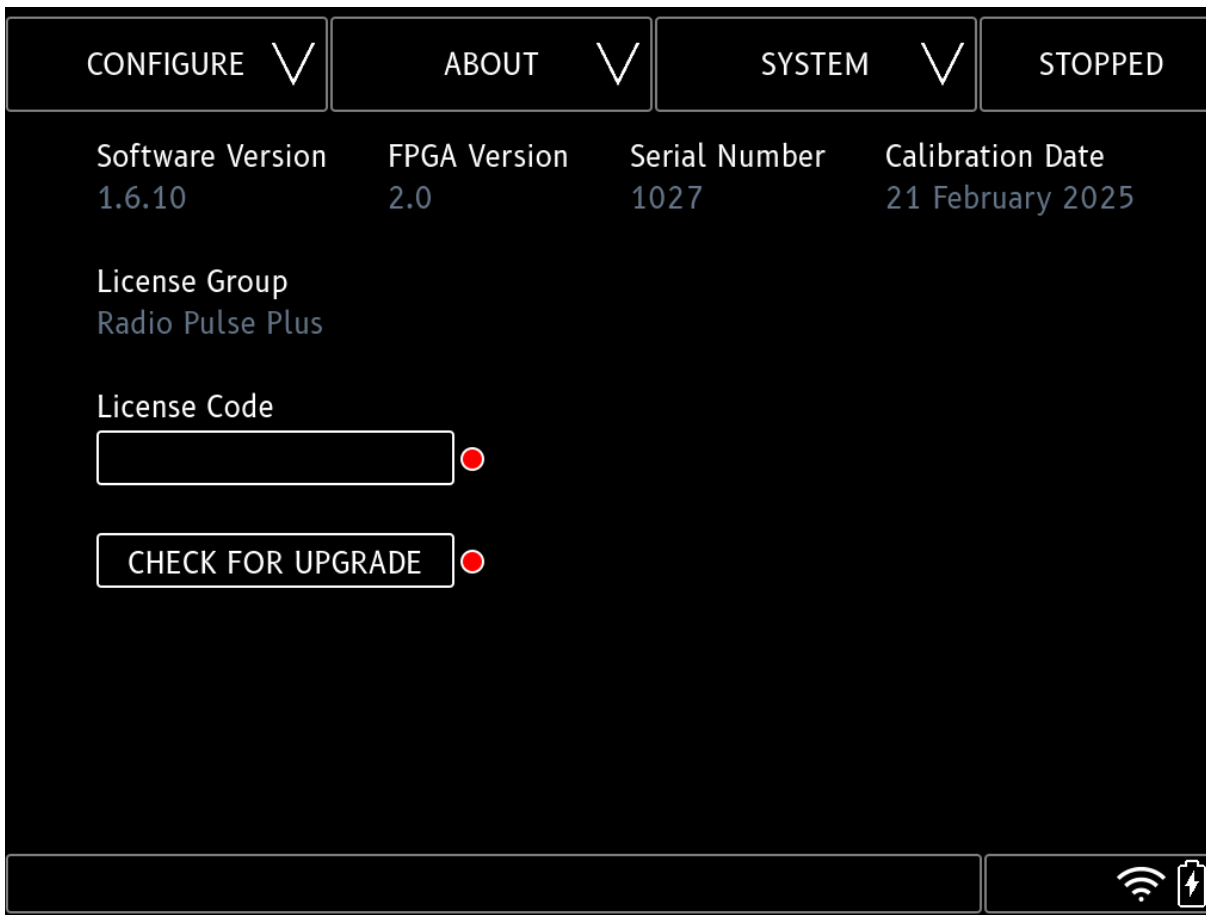 CONFIGURE ABOUT SYSTEM STOPPED
Software Version FPGA Version Serial Number Calibration Date
1.6.10 2.0 1027 21 February 2025
License Group
Radio Pulse Plus
License Code
CHECK FOR UPGRADE